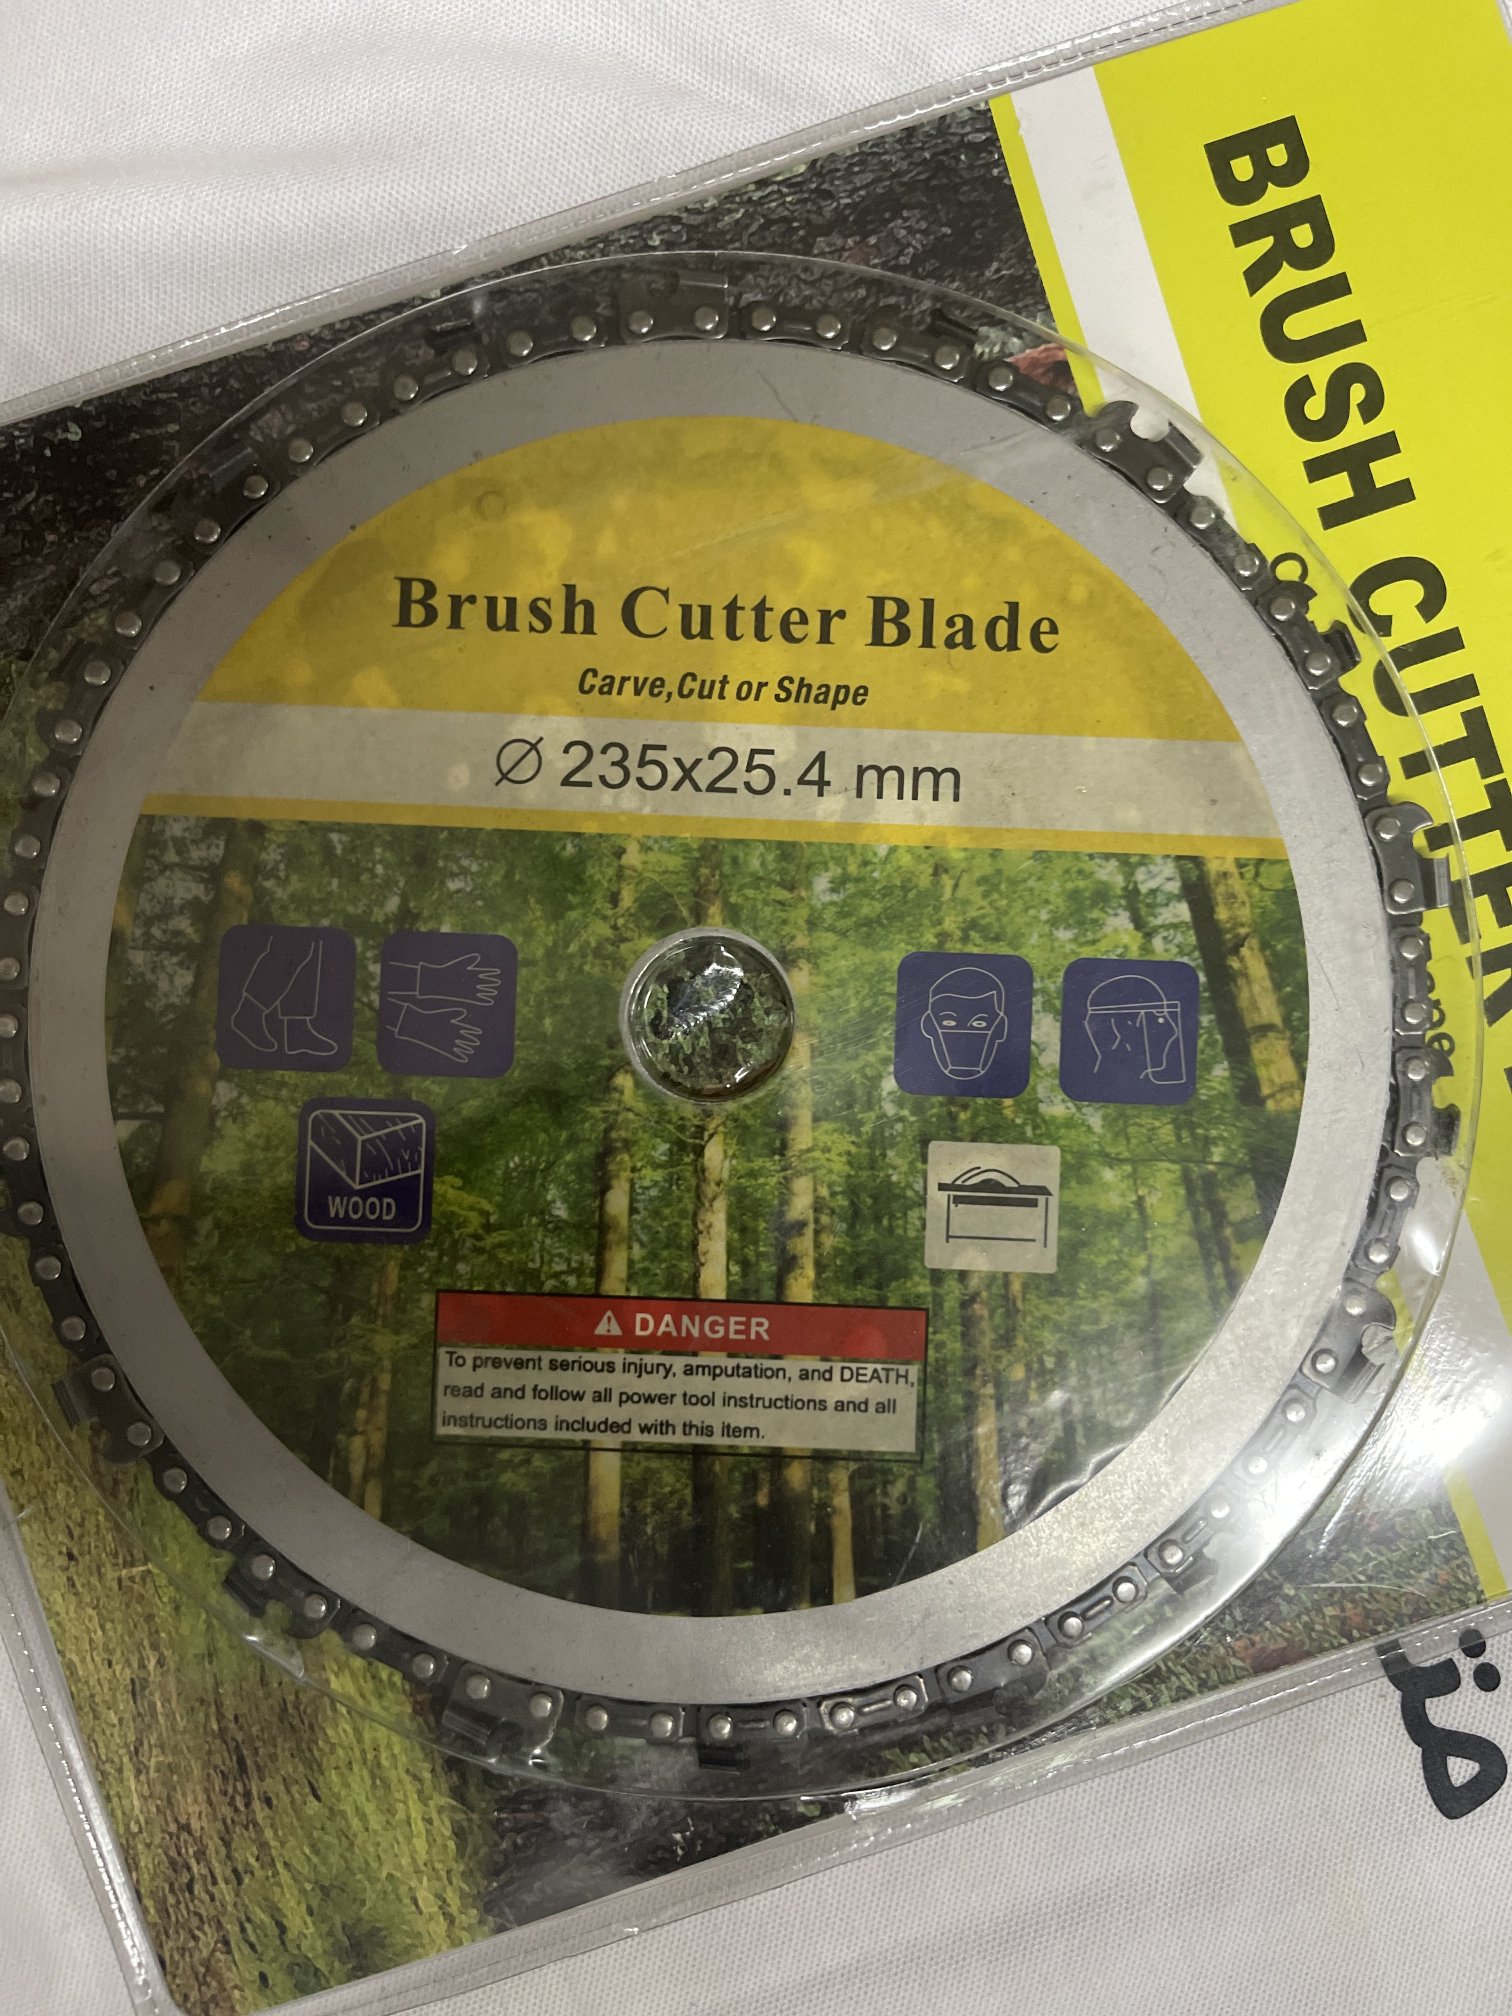 BRUSH CUTTER
Brush Cutter Blade
Carve,Cut or Shape
Ø 235x25.4 mm
WOOD
DANGER
To prevent serious injury, amputation, and DEATH,
read and follow all power tool instructions and all
instructions included with this item.